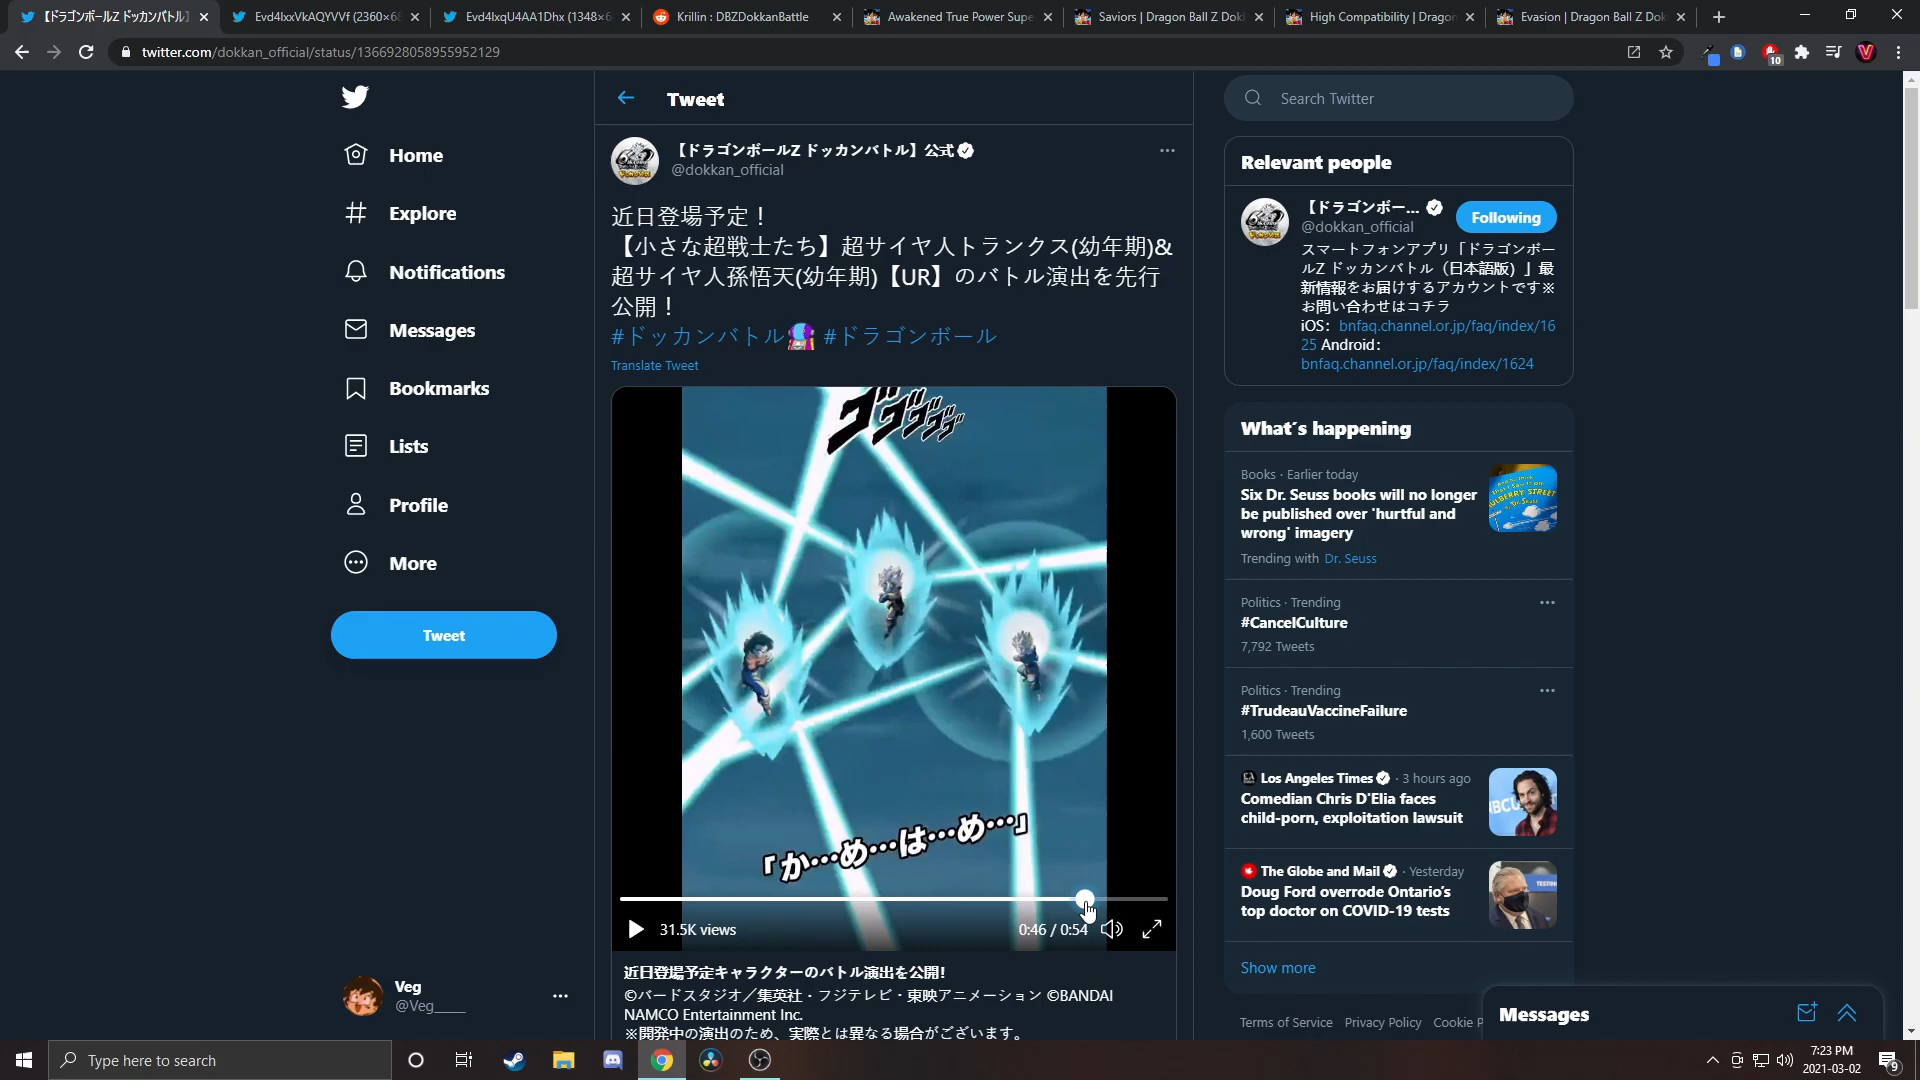 【ドラゴンボールZ ドッカンバトル】
Evd4lxxVkAQYVVf (2360×6
Evd4lxqU4AA1Dhx (1348×6
Krillin : DBZDokkanBattle
Awakened True Power Supe
Saviors | Dragon Ball Z Dok
High Compatibility | Dragon
Evasion | Dragon Ball Z Dok
twitter.com/dokkan_official/status/1366928058955952129
10
V
Home
Explore
Notifications
Messages
Bookmarks
Lists
Profile
More
Tweet
Veg
@Veg_____
Tweet
【ドラゴンボールZ ドッカンバトル】公式
@dokkan_official
近日登場予定！
【小さな超戦士たち】超サイヤ人トランクス(幼年期)&
超サイヤ人孫悟天(幼年期)【UR】のバトル演出を先行
公開！
#ドッカンバトル #ドラゴンボール
Translate Tweet
ゴゴゴゴゴ
「か…め…は…め…」
31.5K views
0:46 / 0:54
近日登場予定キャラクターのバトル演出を公開!
©バードスタジオ／集英社・フジテレビ・東映アニメーション ©BANDAI
NAMCO Entertainment Inc.
※開発中の演出のため、実際とは異なる場合がございます。
Search Twitter
Relevant people
【ドラゴンボー...
@dokkan_official
Following
スマートフォンアプリ「ドラゴンボー
ルZ ドッカンバトル（日本語版）」最
新情報をお届けするアカウントです※
お問い合わせはコチラ
iOS： bnfaq.channel.or.jp/faq/index/16
25 Android：
bnfaq.channel.or.jp/faq/index/1624
What's happening
Books · Earlier today
Six Dr. Seuss books will no longer
be published over 'hurtful and
wrong' imagery
Trending with Dr. Seuss
Politics · Trending
#CancelCulture
7,792 Tweets
Politics · Trending
#TrudeauVaccineFailure
1,600 Tweets
Los Angeles Times · 3 hours ago
Comedian Chris D'Elia faces
child-porn, exploitation lawsuit
The Globe and Mail · Yesterday
Doug Ford overrode Ontario's
top doctor on COVID-19 tests
Show more
Terms of Service Privacy Policy Cookie P
Messages
Type here to search
7:23 PM
2021-03-02
9